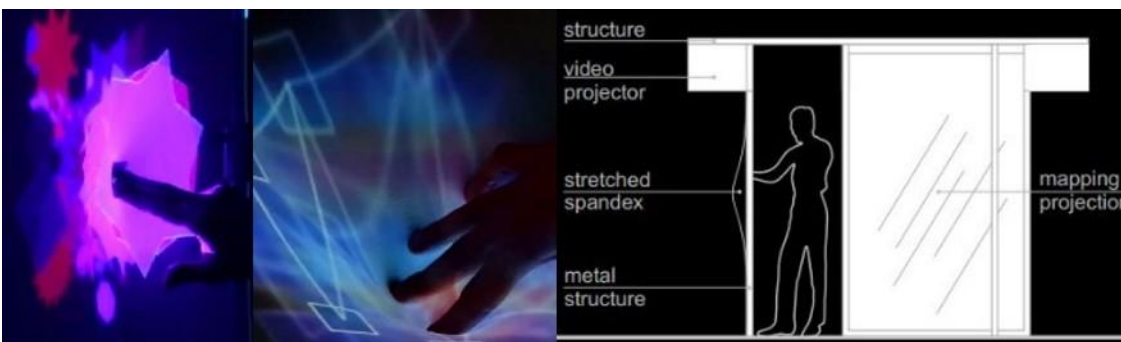 structure
video
projector
stretched
spandex
metal
structure
mapping
projection